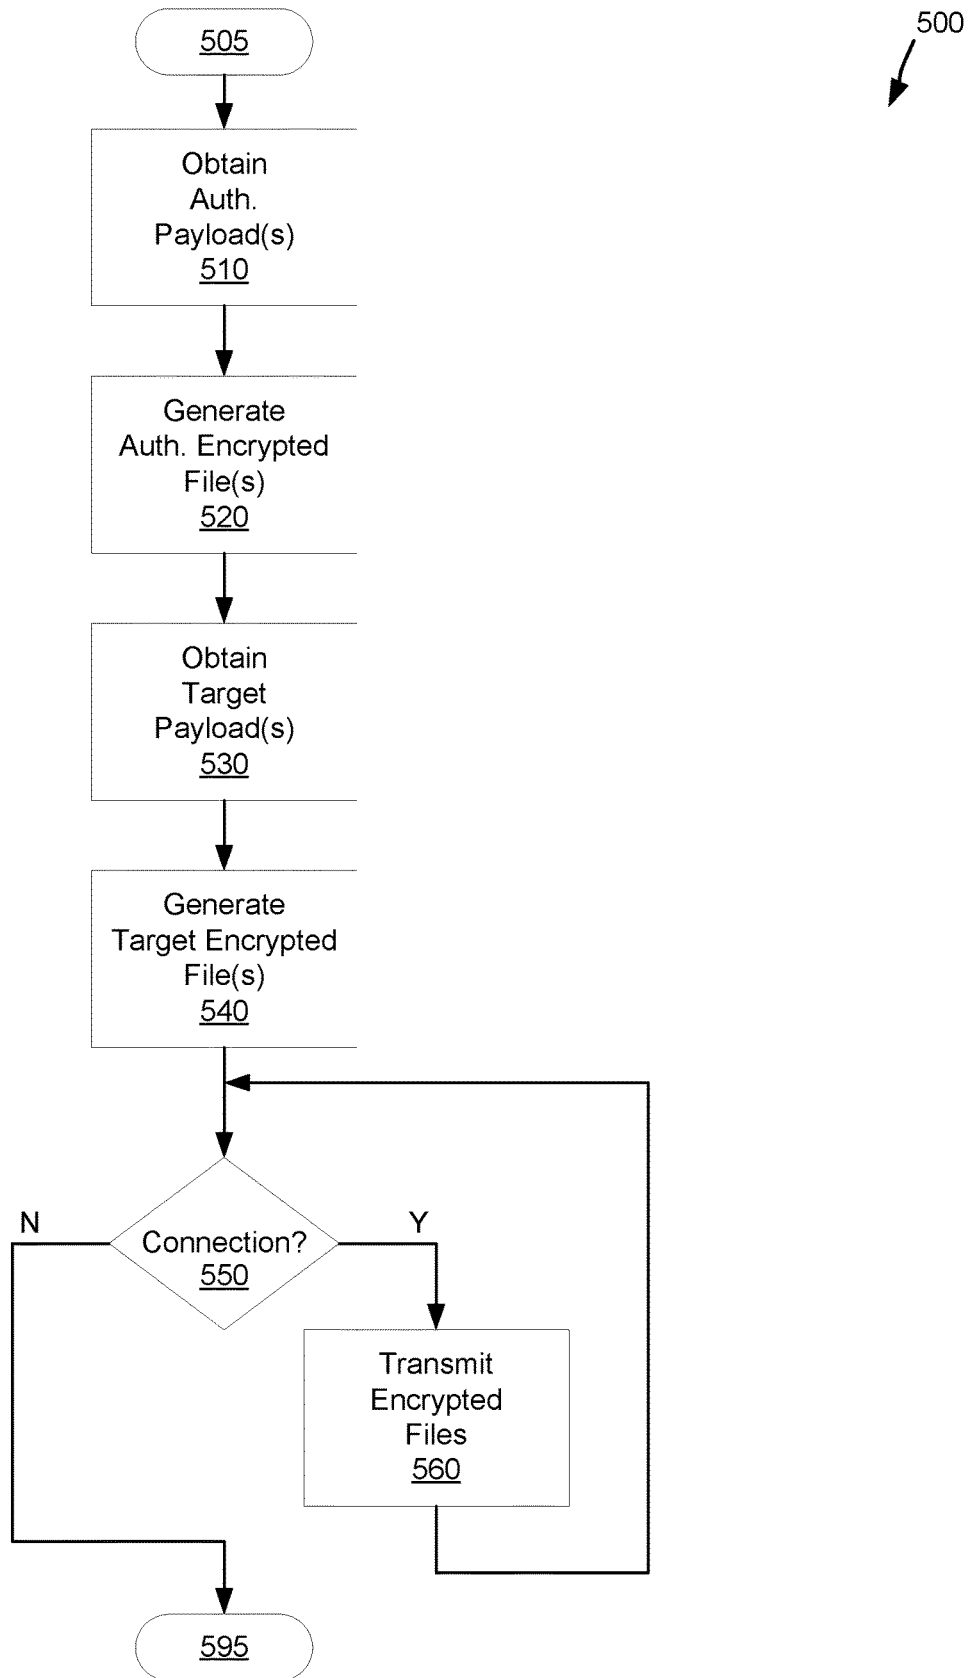 500
505
Obtain
Auth.
Payload(s)
510
Generate
Auth. Encrypted
File(s)
520
Obtain
Target
Payload(s)
530
Generate
Target Encrypted
File(s)
540
N
Y
Connection?
550
Transmit
Encrypted
Files
560
595